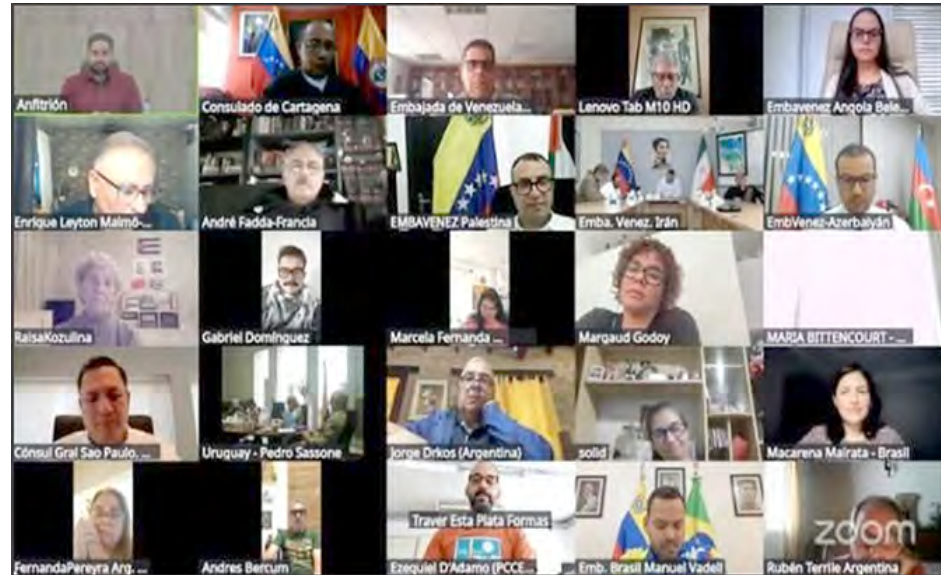 Anfitrión
Consulado de Cartagena
Embajada de Venezuela...
Lenovo Tab M10 HD
Embavenez Angola Bele...
Enrique Leyton Malmö-...
André Fadda-Francia
EMBAVENEZ Palestina (
Emba. Venez. Irán
EmbVenez-Azerbaiyán
RaisaKozulina
Gabriel Domínguez
Marcela Fernanda ...
Margaud Godoy
MARIA BITTENCOURT - ...
Cónsul Gral Sao Paulo, ...
Uruguay - Pedro Sassone
Jorge Drkos (Argentina)
solid
Macarena Mairata - Brasil
FernandaPereyra Arg. ...
Andres Bercum
Traver Esta Plata Formas
Ezequiel D'Adamo (PCCE...
Emb. Brasil Manuel Vadell
zoom
Rubén Terrile Argentina